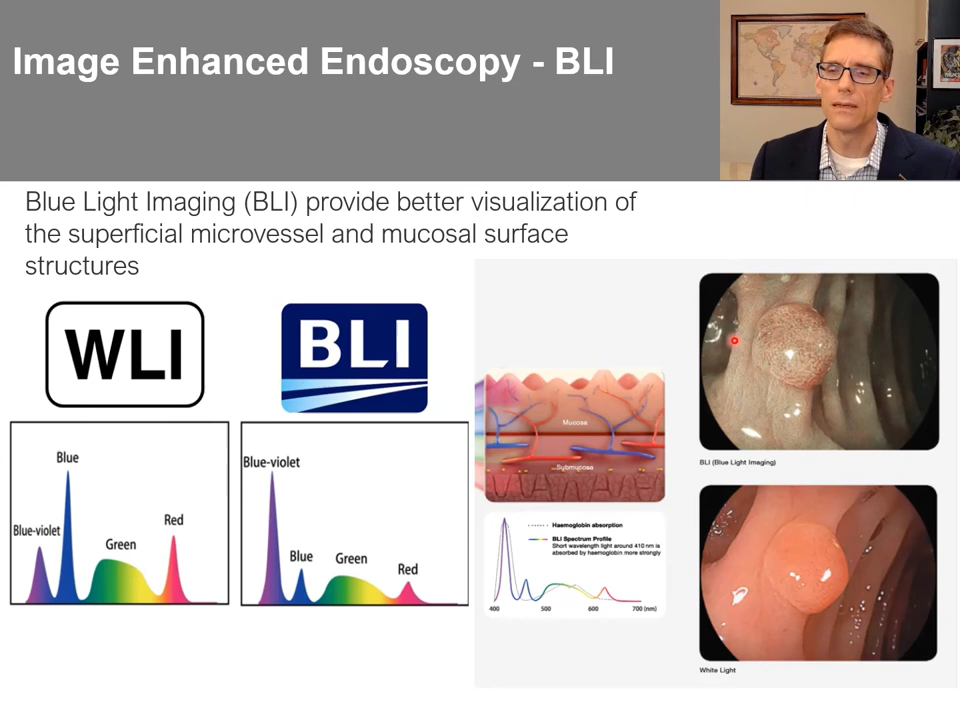 Image Enhanced Endoscopy - BLI
Blue Light Imaging (BLI) provide better visualization of
the superficial microvessel and mucosal surface
structures
WLI
BLI
Blue-violet
Blue
Green
Red
Blue-violet
Blue
Green
Red
Mucosa
Submucosa
Haemoglobin absorption
BLI Spectrum Profile
Short wavelength light around 410 nm is
absorbed by haemoglobin more strongly
400 500 600 700 (nm)
BLI (Blue Light Imaging)
White Light